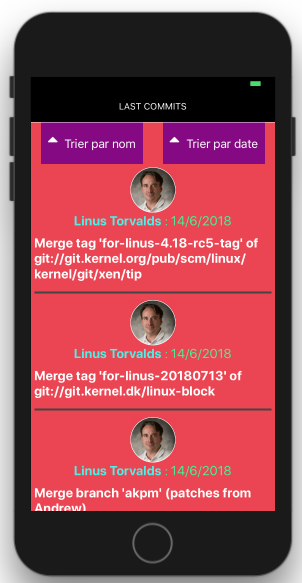 LAST COMMITS
Trier par nom
Trier par date
Linus Torvalds : 14/6/2018
Merge tag 'for-linus-4.18-rc5-tag' of
git://git.kernel.org/pub/scm/linux/
kernel/git/xen/tip
Linus Torvalds : 14/6/2018
Merge tag 'for-linus-20180713' of
git://git.kernel.dk/linux-block
Linus Torvalds : 14/6/2018
Merge branch 'akpm' (patches from
Andrew)